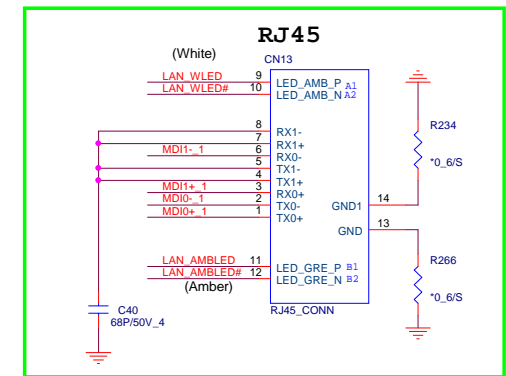 RJ45
(White)
CN13
LAN_WLED 9 LED_AMB_P A1
LAN_WLED# 10 LED_AMB_N A2
8 RX1-
7 RX1+
MDI1-_1 6 RX0-
5 TX1-
4 TX1+
MDI1+_1 3 RX0+
MDI0-_1 2 TX0-
MDI0+_1 1 TX0+
GND1 14
GND 13
R234
*0_6/S
LAN_AMBLED 11 LED_GRE_P B1
LAN_AMBLED# 12 LED_GRE_N B2
(Amber)
R266
*0_6/S
C40
68P/50V_4
RJ45_CONN